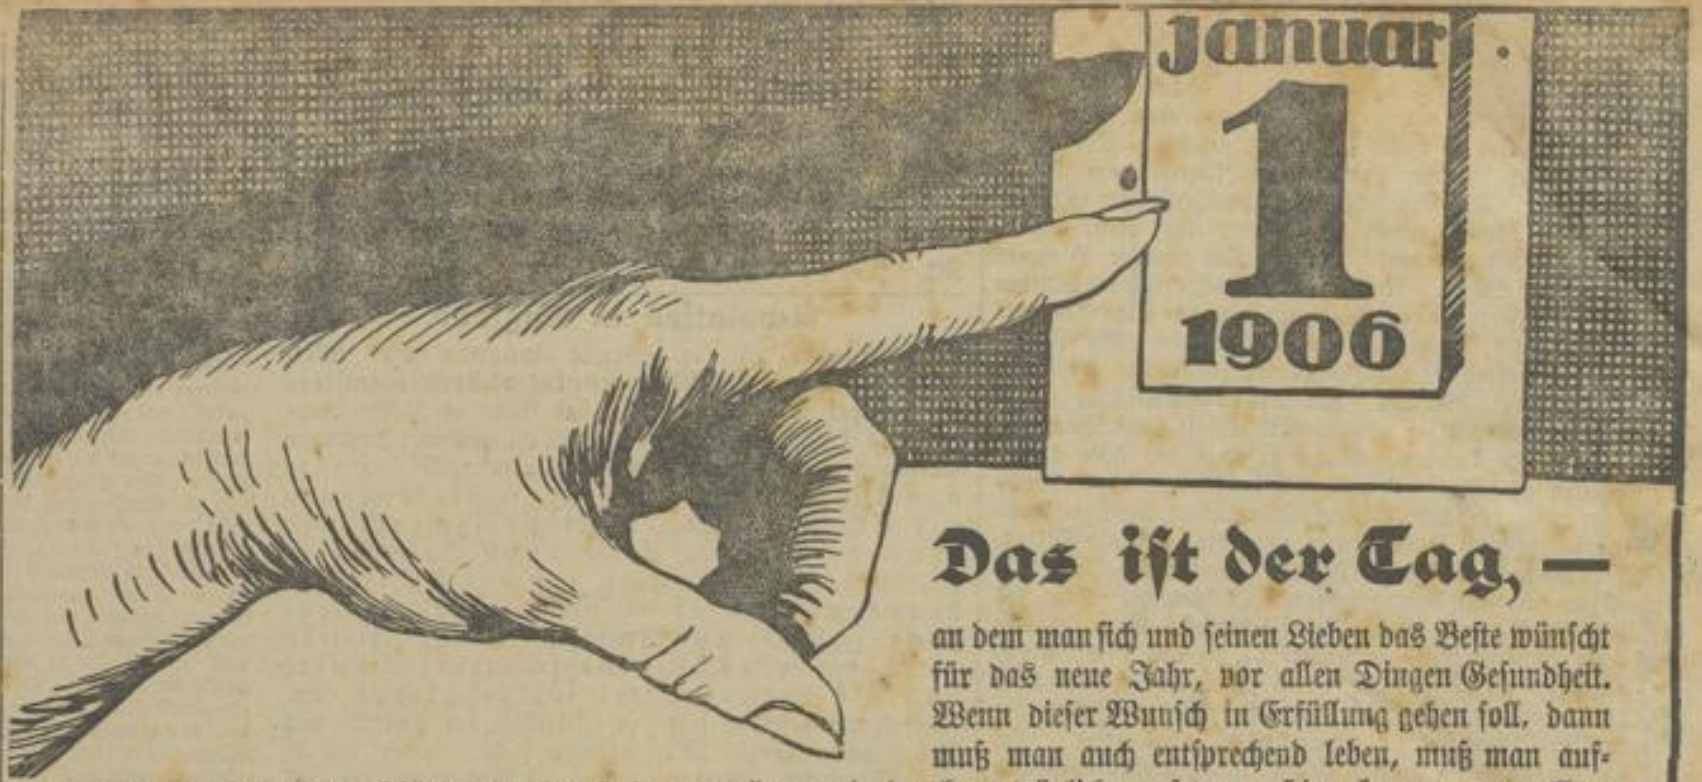 Januar
1
1906
Das ist der Tag, —
an dem man sich und seinen Lieben das Beste wünscht
für das neue Jahr, vor allen Dingen Gesundheit.
Wenn dieser Wunsch in Erfüllung gehen soll, dann
muß man auch entsprechend leben, muß man auf-